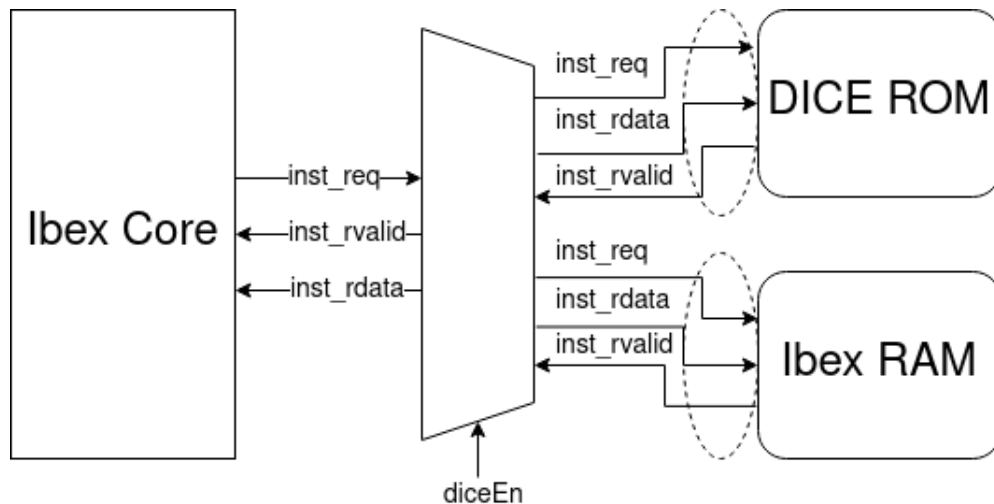 Ibex Core
inst_req
inst_rvalid
inst_rdata
diceEn
inst_req
inst_rdata
inst_rvalid
DICE ROM
inst_req
inst_rdata
inst_rvalid
Ibex RAM